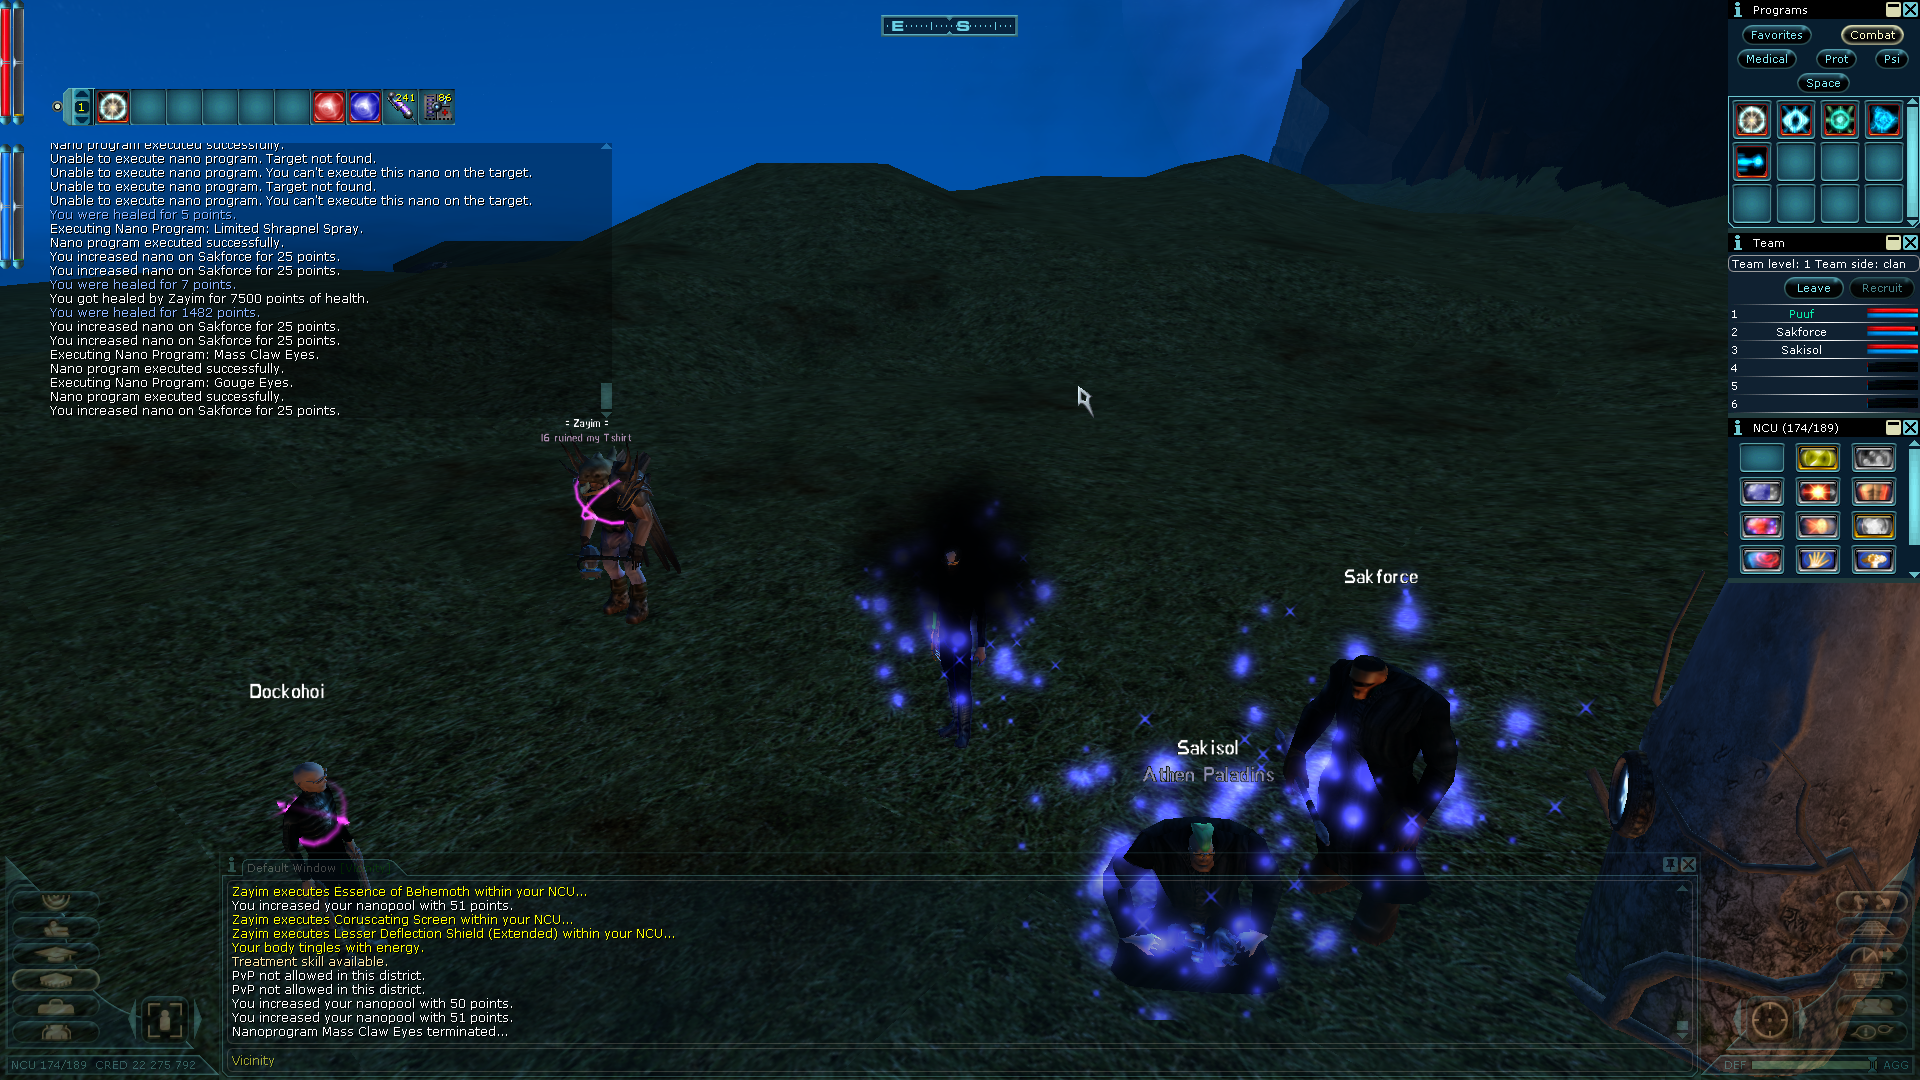 E S
1
241 86
Nano program executed successfully.
Unable to execute nano program. Target not found.
Unable to execute nano program. You can't execute this nano on the target.
Unable to execute nano program. Target not found.
Unable to execute nano program. You can't execute this nano on the target.
You were healed for 5 points.
Executing Nano Program: Limited Shrapnel Spray.
Nano program executed successfully.
You increased nano on Sakforce for 25 points.
You increased nano on Sakforce for 25 points.
You were healed for 7 points.
You got healed by Zayim for 7500 points of health.
You were healed for 1482 points.
You increased nano on Sakforce for 25 points.
You increased nano on Sakforce for 25 points.
Executing Nano Program: Mass Claw Eyes.
Nano program executed successfully.
Executing Nano Program: Gouge Eyes.
Nano program executed successfully.
You increased nano on Sakforce for 25 points.
= Zayim =
16 ruined my Tshirt
Sakforce
Dockohoi
Sakisol
Athen Paladins
Programs
Favorites Combat
Medical Prot Psi
Space
Team
Team level: 1 Team side: clan
Leave Recruit
1 Puuf
2 Sakforce
3 Sakisol
4
5
6
NCU (174/189)
Default Window
Zayim executes Essence of Behemoth within your NCU...
You increased your nanopool with 51 points.
Zayim executes Coruscating Screen within your NCU...
Zayim executes Lesser Deflection Shield (Extended) within your NCU...
Your body tingles with energy.
Treatment skill available.
PvP not allowed in this district.
PvP not allowed in this district.
You increased your nanopool with 50 points.
You increased your nanopool with 51 points.
Nanoprogram Mass Claw Eyes terminated...
Vicinity
NCU 174/189 CRED 22 275 792
DEF AGG